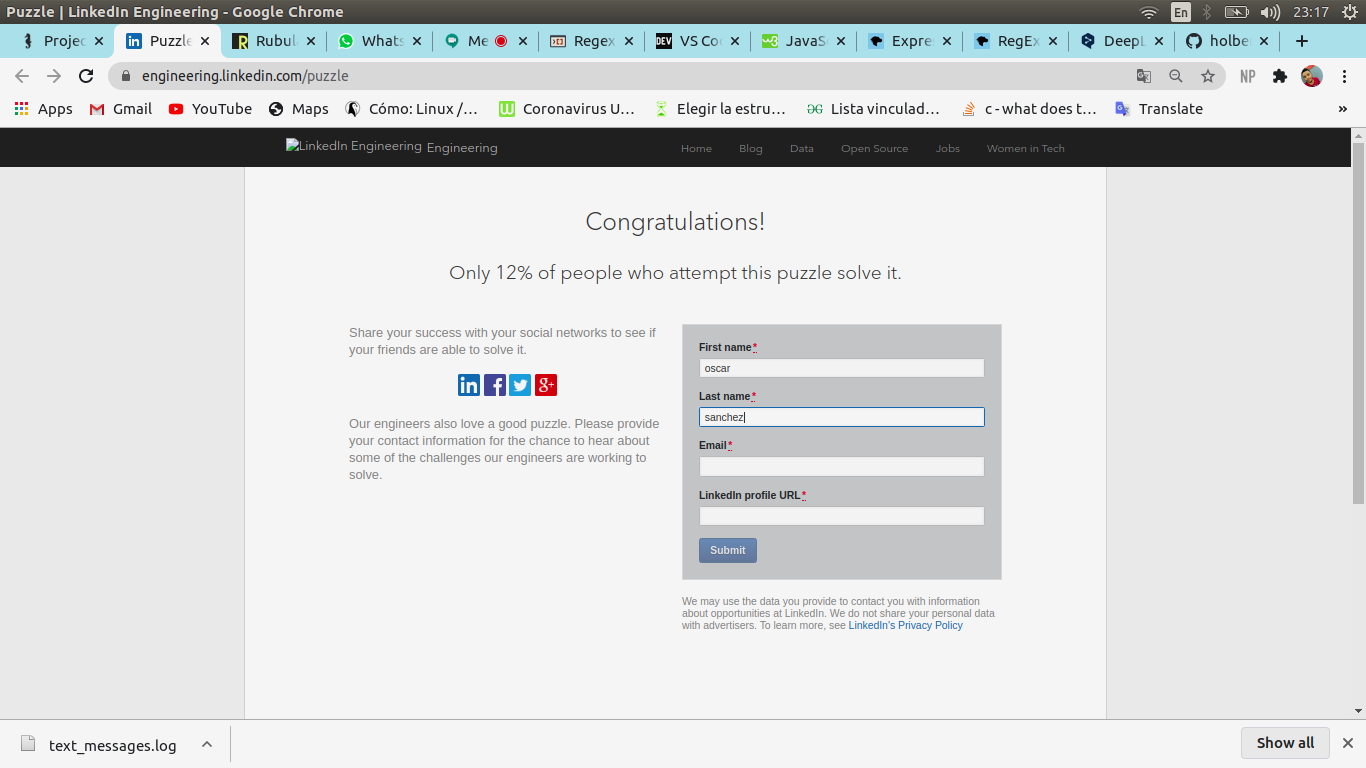 Puzzle | LinkedIn Engineering - Google Chrome
En
23:17
Projec
Puzzle
Rubul
Whats
Me
Regex
VS Co
JavaSc
Expre
RegEx
DeepL
holbe
engineering.linkedin.com/puzzle
NP
Apps
Gmail
YouTube
Maps
Cómo: Linux /...
Coronavirus U...
Elegir la estru...
Lista vinculad...
c - what does t...
Translate
»
LinkedIn Engineering Engineering
Home
Blog
Data
Open Source
Jobs
Women in Tech
Congratulations!
Only 12% of people who attempt this puzzle solve it.
Share your success with your social networks to see if
your friends are able to solve it.
Our engineers also love a good puzzle. Please provide
your contact information for the chance to hear about
some of the challenges our engineers are working to
solve.
First name*
oscar
Last name*
sanchez
Email*
LinkedIn profile URL*
Submit
We may use the data you provide to contact you with information
about opportunities at LinkedIn. We do not share your personal data
with advertisers. To learn more, see LinkedIn's Privacy Policy
text_messages.log
Show all